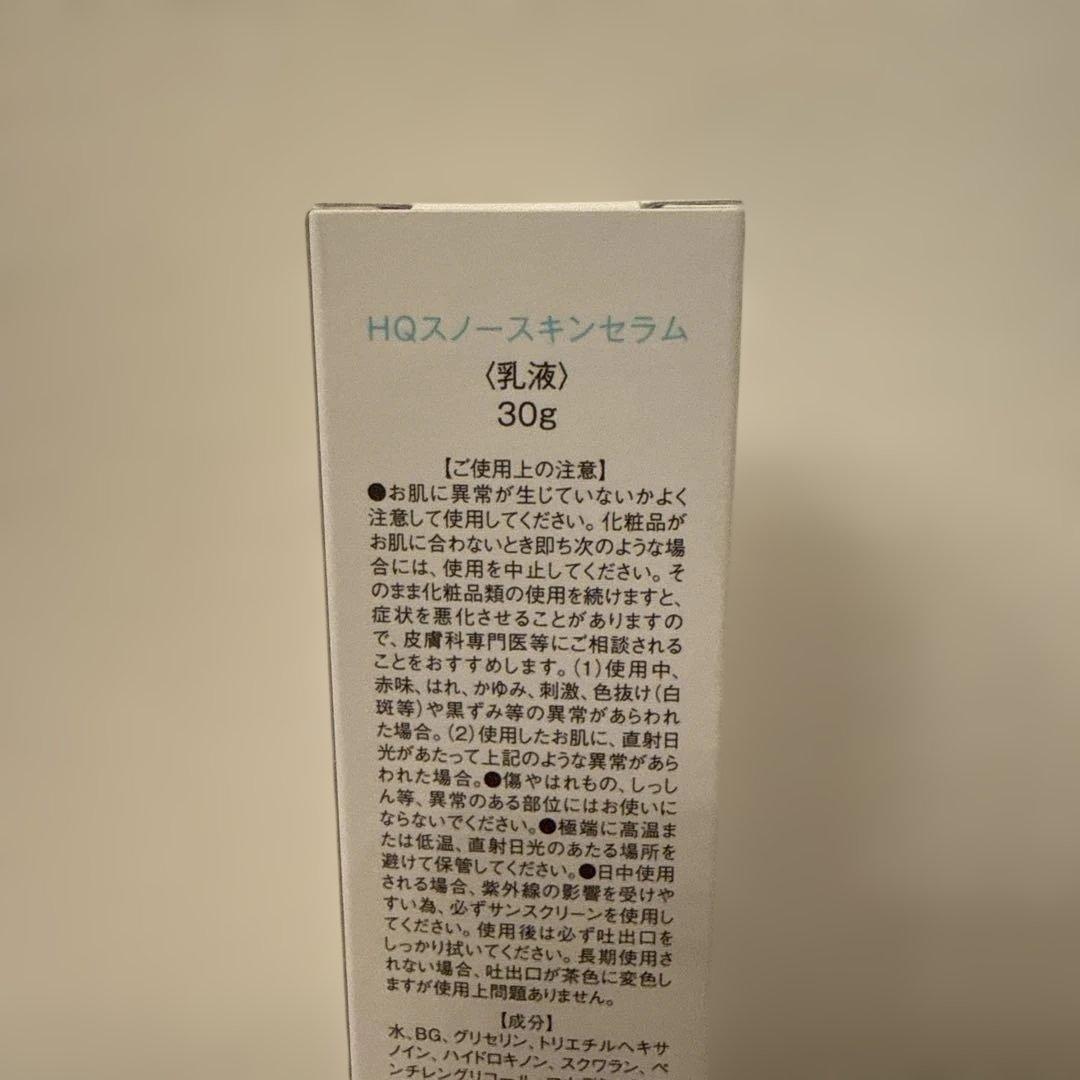 HQスノースキンセラム
〈乳液〉
30g
【ご使用上の注意】
●お肌に異常が生じていないかよく
注意して使用してください。化粧品が
お肌に合わないとき即ち次のような場
合には、使用を中止してください。そ
のまま化粧品類の使用を続けますと、
症状を悪化させることがありますの
で、皮膚科専門医等にご相談される
ことをおすすめします。(1)使用中、
赤味、はれ、かゆみ、刺激、色抜け(白
斑等)や黒ずみ等の異常があらわれ
た場合。(2)使用したお肌に、直射日
光があたって上記のような異常があら
われた場合。●傷やはれもの、しっし
ん等、異常のある部位にはお使いに
ならないでください。●極端に高温ま
たは低温、直射日光のあたる場所を
避けて保管してください。●日中使用
される場合、紫外線の影響を受けや
すい為、必ずサンスクリーンを使用し
てください。使用後は必ず吐出口を
しっかり拭いてください。長期使用さ
れない場合、吐出口が茶色に変色し
ますが使用上問題ありません。
【成分】
水、BG、グリセリン、トリエチルヘキサ
ノイン、ハイドロキノン、スクワラン、ペ
ンチレングリコール